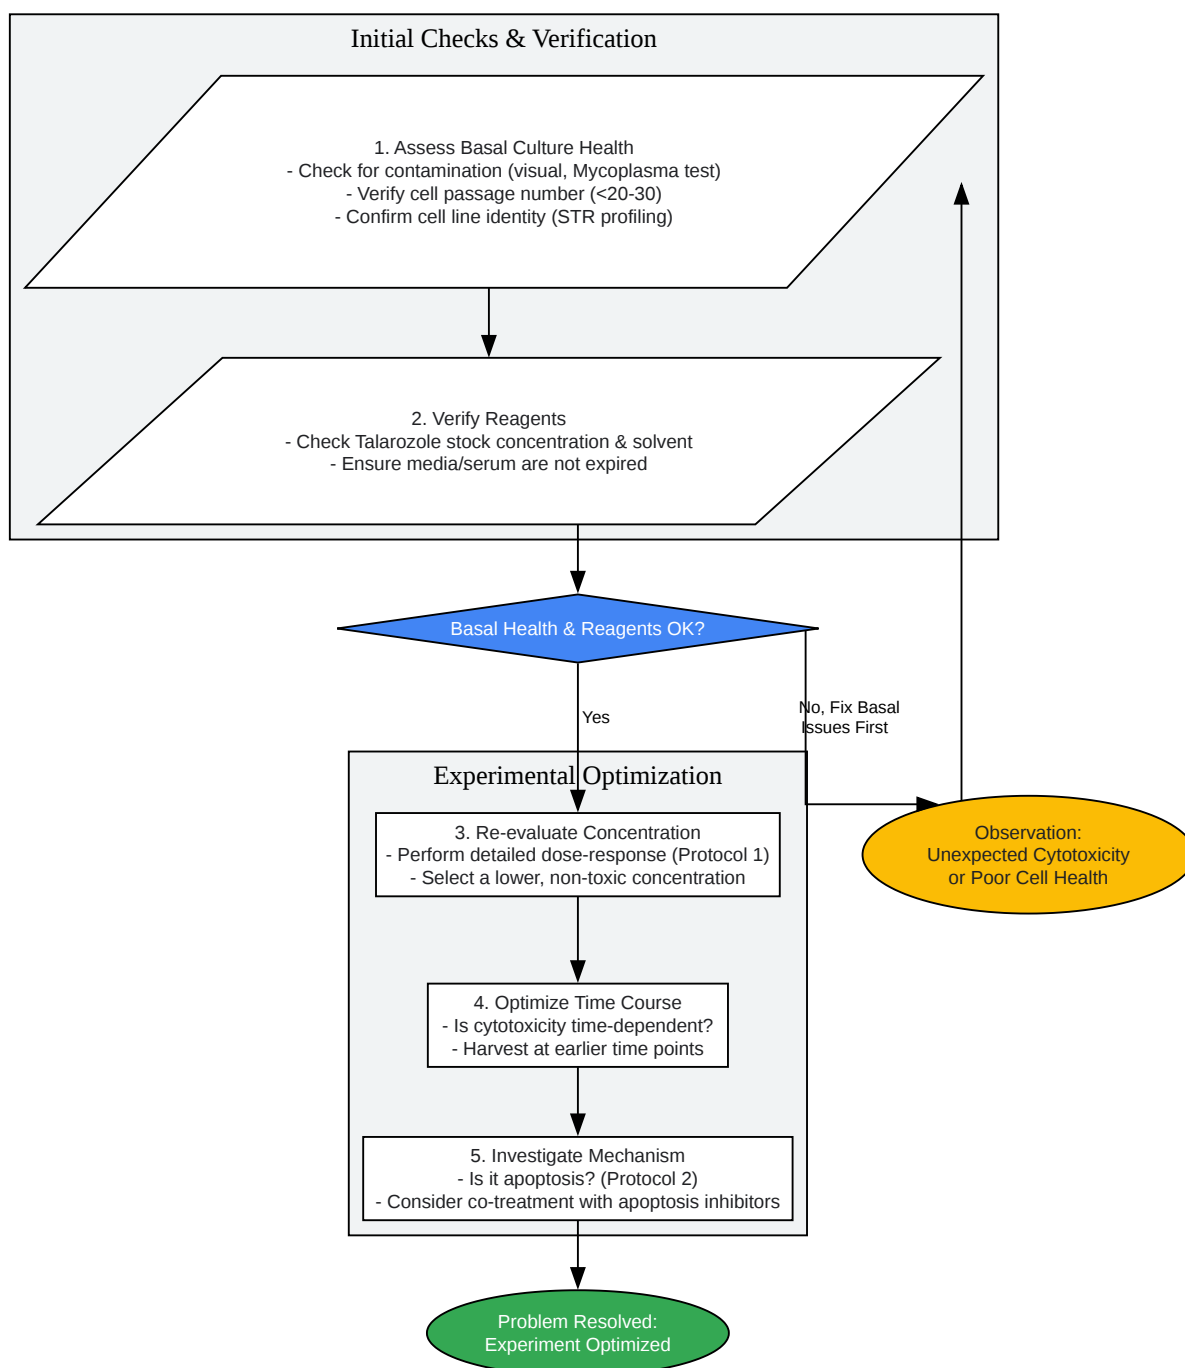 Initial Checks & Verification
1. Assess Basal Culture Health
- Check for contamination (visual, Mycoplasma test)
- Verify cell passage number (<20-30)
- Confirm cell line identity (STR profiling)
2. Verify Reagents
- Check Talarozole stock concentration & solvent
- Ensure media/serum are not expired
Basal Health & Reagents OK?
Yes
No, Fix Basal
Issues First
Experimental Optimization
3. Re-evaluate Concentration
- Perform detailed dose-response (Protocol 1)
- Select a lower, non-toxic concentration
Observation:
Unexpected Cytotoxicity
or Poor Cell Health
4. Optimize Time Course
- Is cytotoxicity time-dependent?
- Harvest at earlier time points
5. Investigate Mechanism
- Is it apoptosis? (Protocol 2)
- Consider co-treatment with apoptosis inhibitors
Problem Resolved:
Experiment Optimized